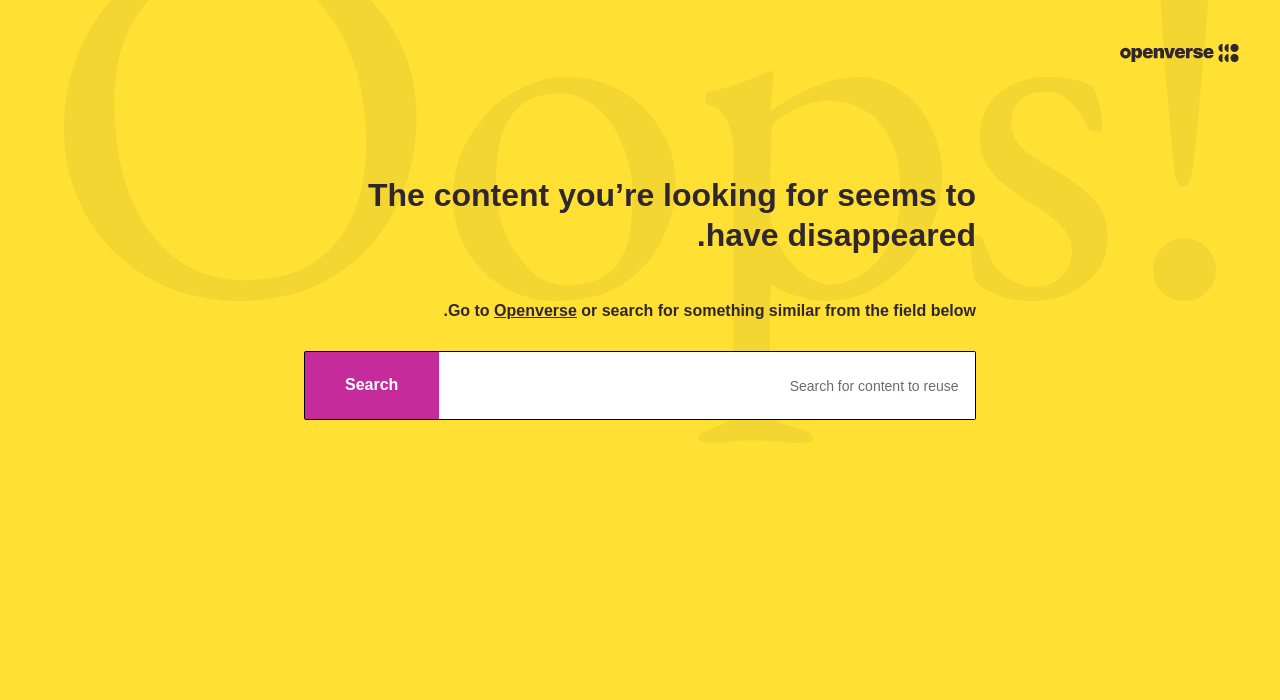 Oops!
openverse
The content you’re looking for seems to
.have disappeared
.Go to Openverse or search for something similar from the field below
Search
Search for content to reuse